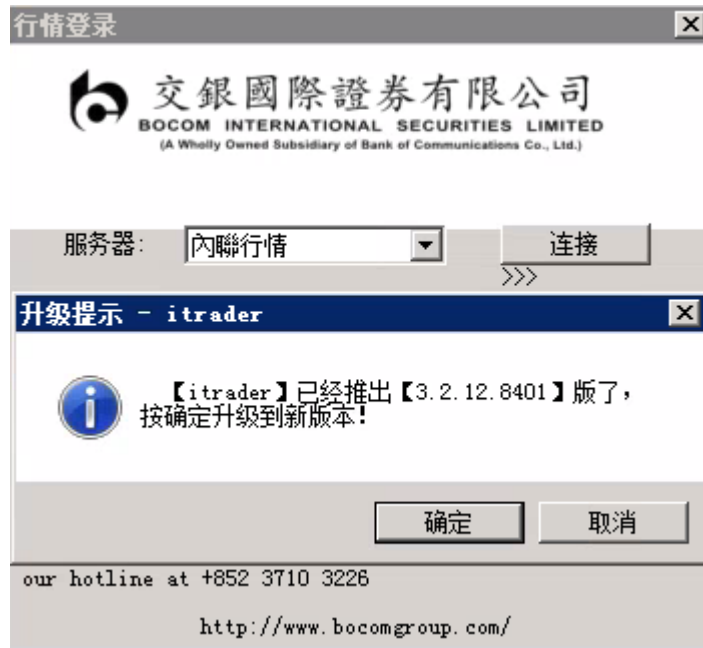 行情登录
交銀國際證券有限公司
BOCOM INTERNATIONAL SECURITIES LIMITED
(A Wholly Owned Subsidiary of Bank of Communications Co., Ltd.)
服务器: 內聯行情 连接
>>>
升级提示 - itrader
【itrader】已经推出【3.2.12.8401】版了，
按确定升级到新版本!
确定 取消
our hotline at +852 3710 3226
http://www.bocomgroup.com/